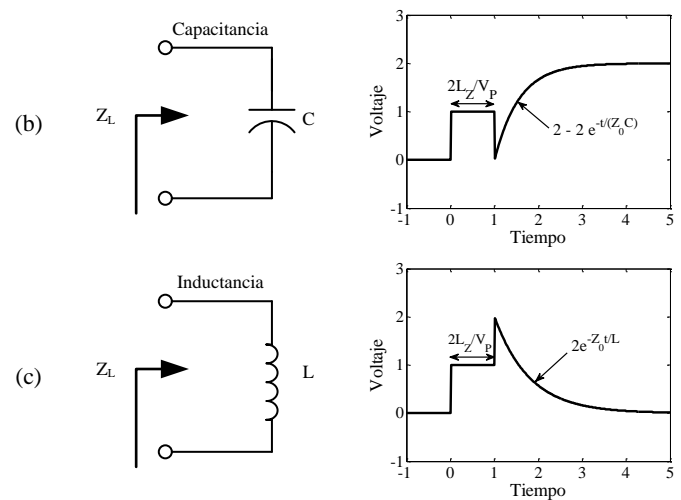 (b)
Capacitancia
Z_L
C
Voltaje
3
2
1
0
-1
2L_Z/V_P
2 - 2 e^-t/(Z_0C)
-1 0 1 2 3 4 5
Tiempo
(c)
Inductancia
Z_L
L
Voltaje
3
2
1
0
-1
2L_Z/V_P
2e^-Z_0t/L
-1 0 1 2 3 4 5
Tiempo